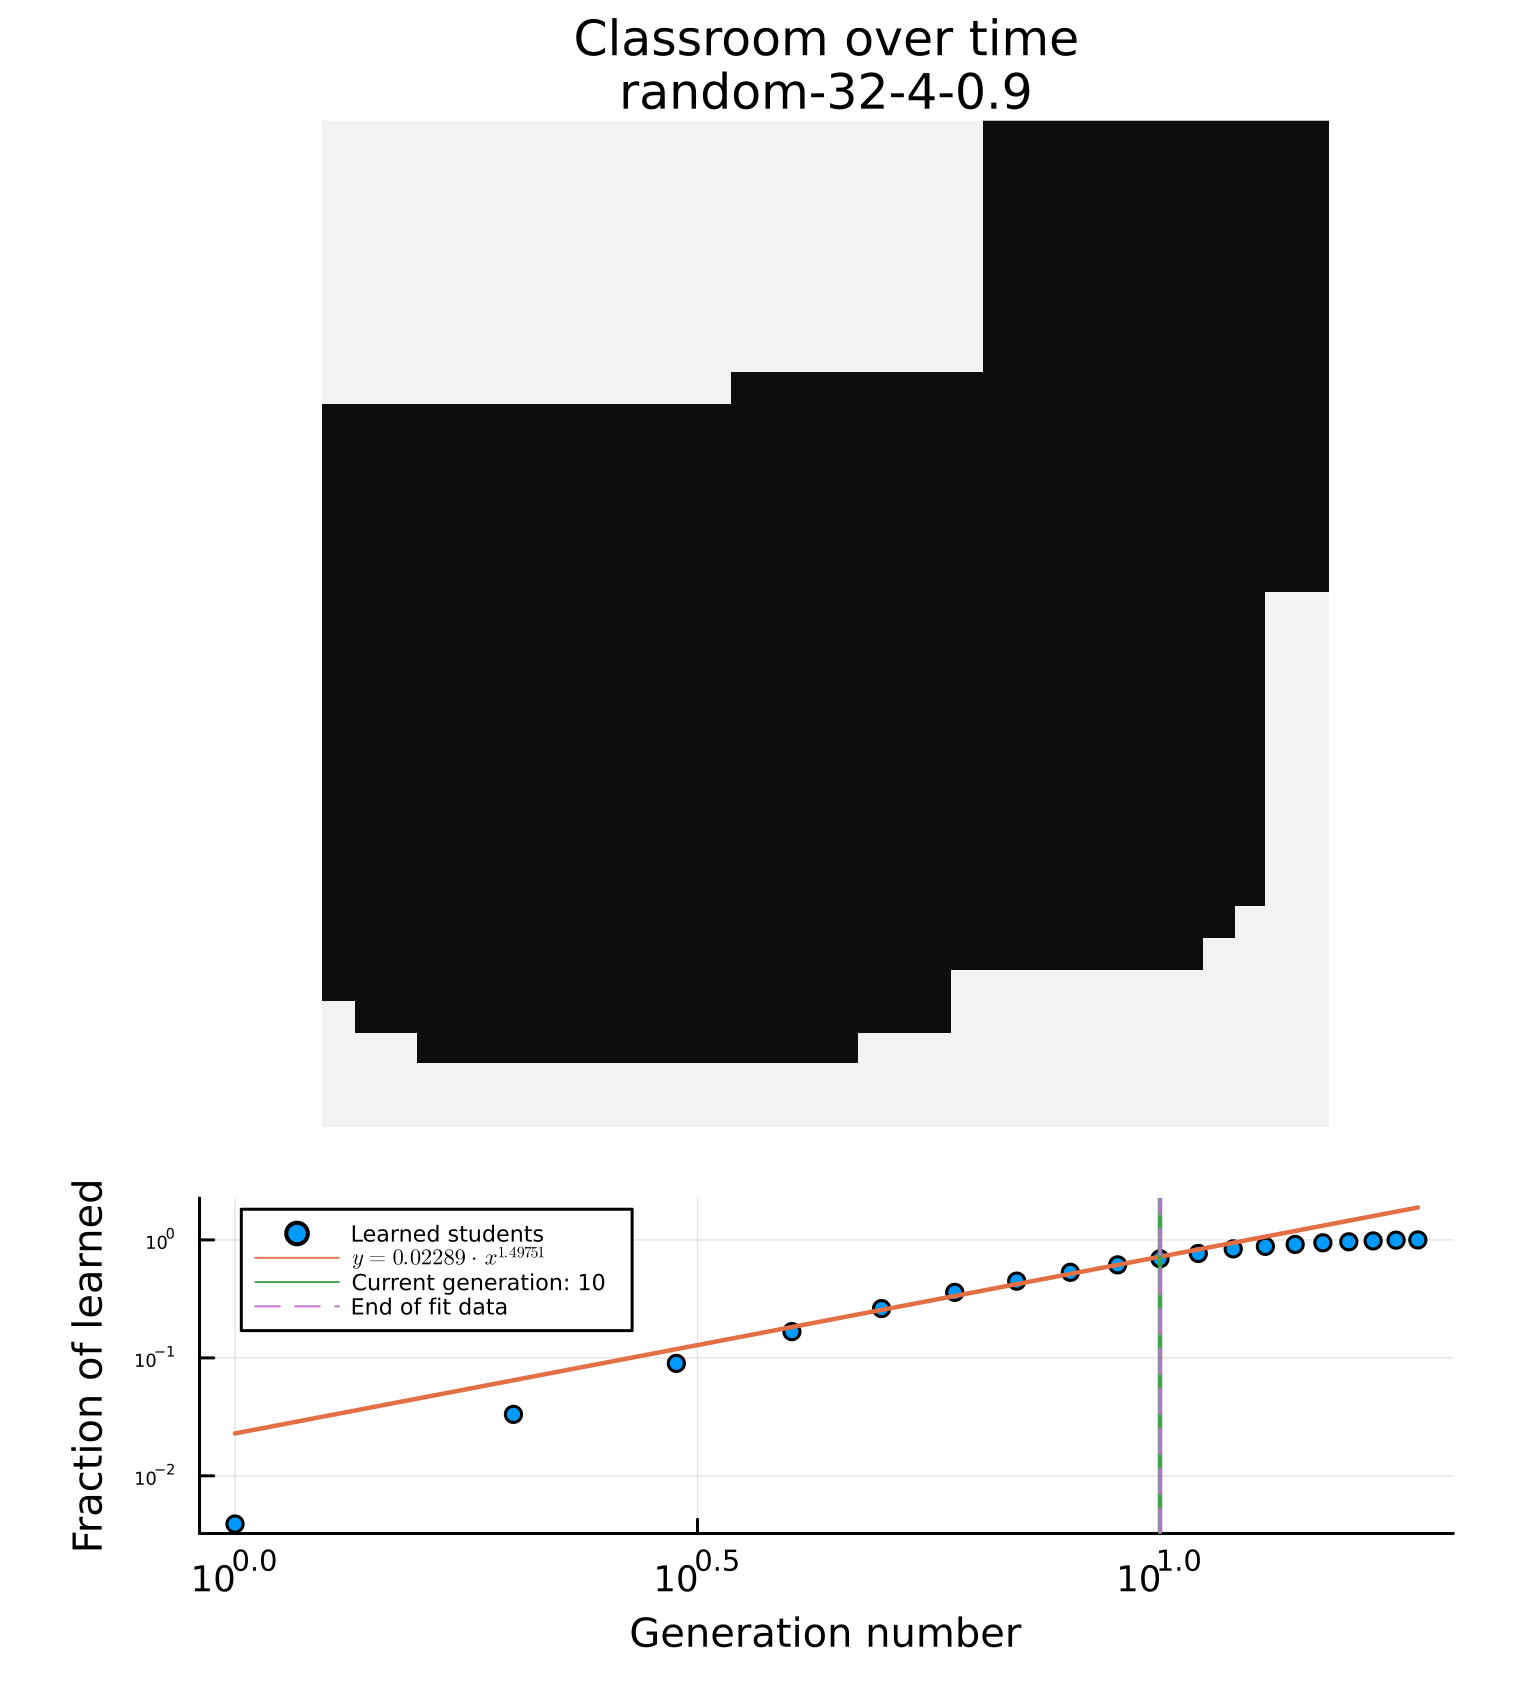 Classroom over time
random-32-4-0.9
Fraction of learned
10⁰
10⁻¹
10⁻²
Learned students
y = 0.02289 · x^1.49751
Current generation: 10
End of fit data
10^0.0
10^0.5
10^1.0
Generation number